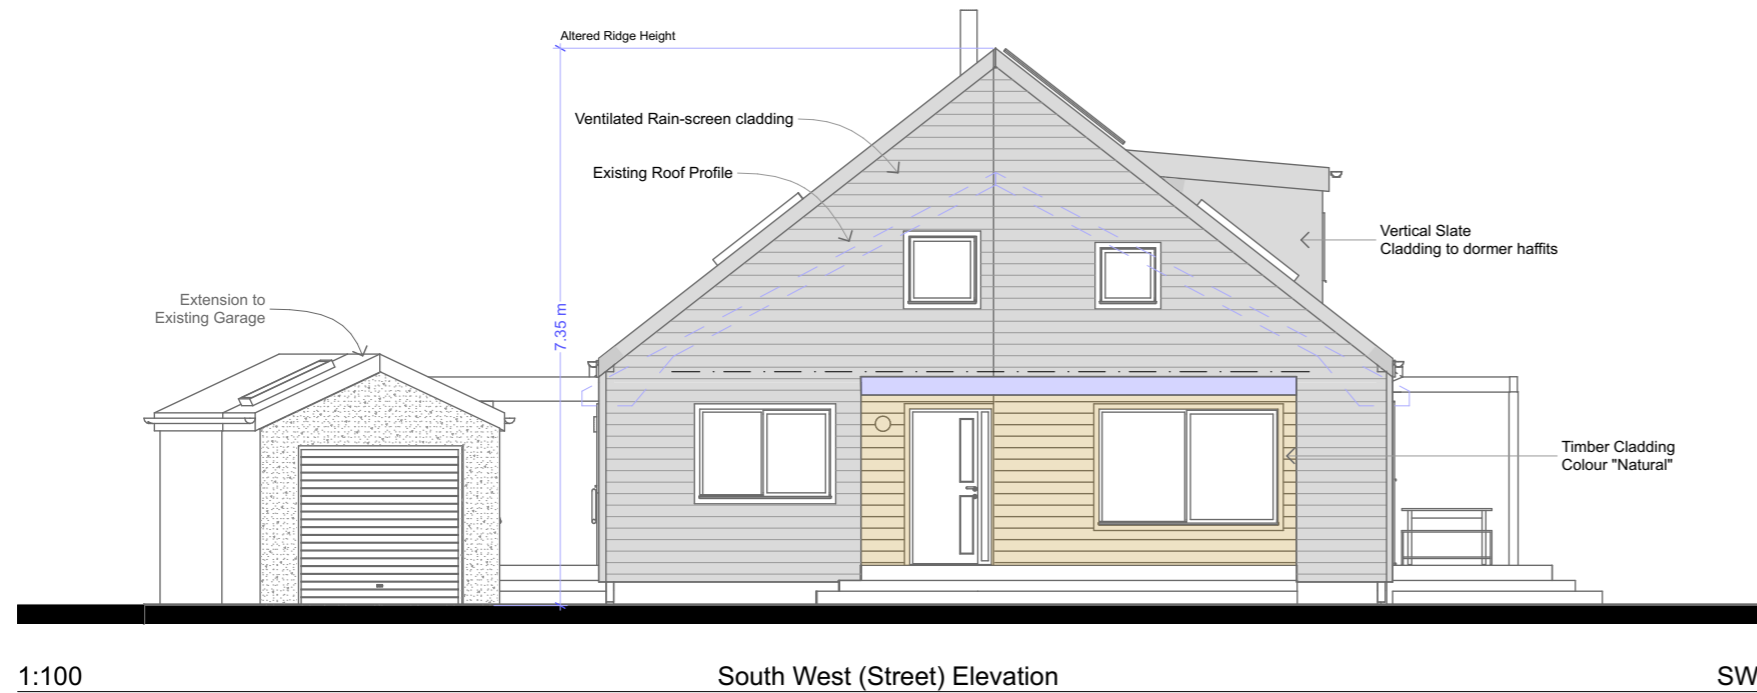 Altered Ridge Height
Ventilated Rain-screen cladding
Existing Roof Profile
Vertical Slate
Cladding to dormer haffits
Extension to
Existing Garage
7.35 m
Timber Cladding
Colour "Natural"
1:100
South West (Street) Elevation
SW